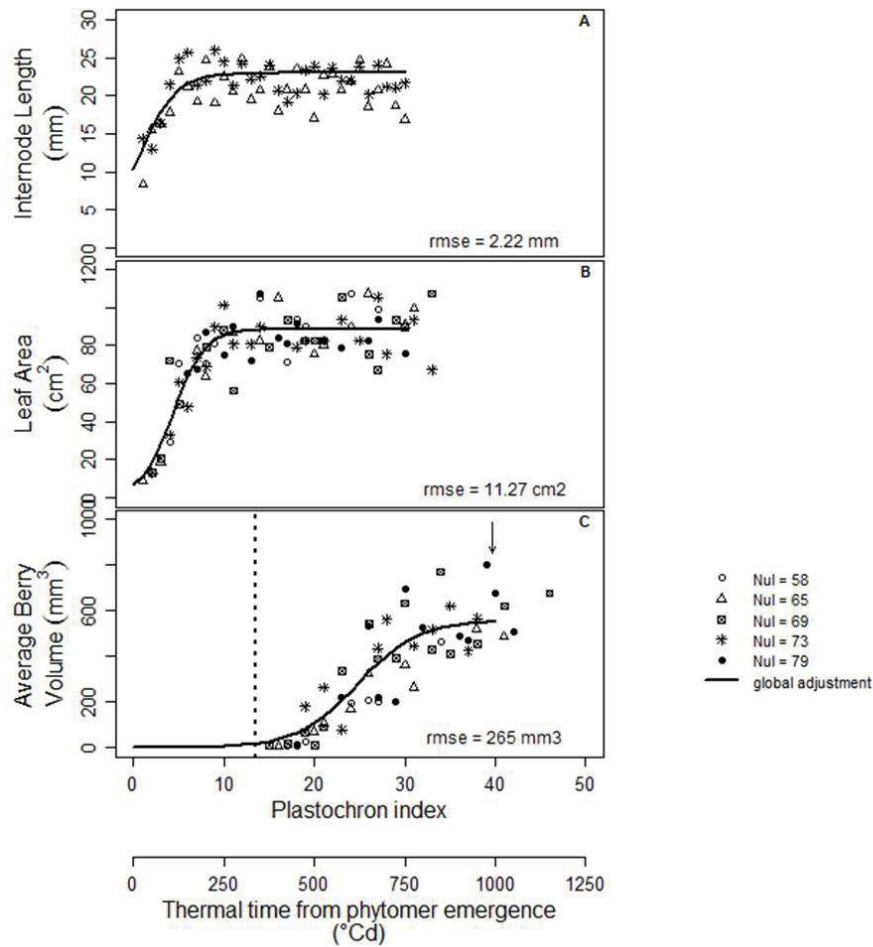 A
Internode Length
(mm)
30
25
20
15
10
5
0
rmse = 2.22 mm
B
Leaf Area
(cm²)
120
80
60
40
20
0
rmse = 11.27 cm2
C
Average Berry
Volume (mm³)
1000
600
200
0
rmse = 265 mm3
0 10 20 30 40 50
Plastochron index
0 250 500 750 1000 1250
Thermal time from phytomer emergence
(°Cd)
NuI = 58
NuI = 65
NuI = 69
NuI = 73
NuI = 79
global adjustment